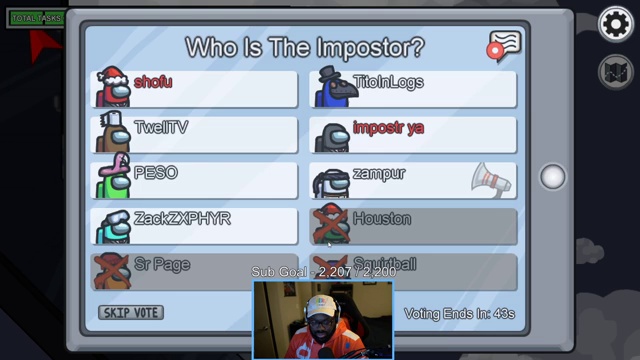 TOTAL TASKS
Who Is The Impostor?
shofu
TitoInLogs
TwellTV
impostr ya
PESO
zampur
ZackZXPHYR
Houston
Sr Page
Squirtball
Sub Goal - 2,207 / 2,200
SKIP VOTE
Voting Ends In: 43s